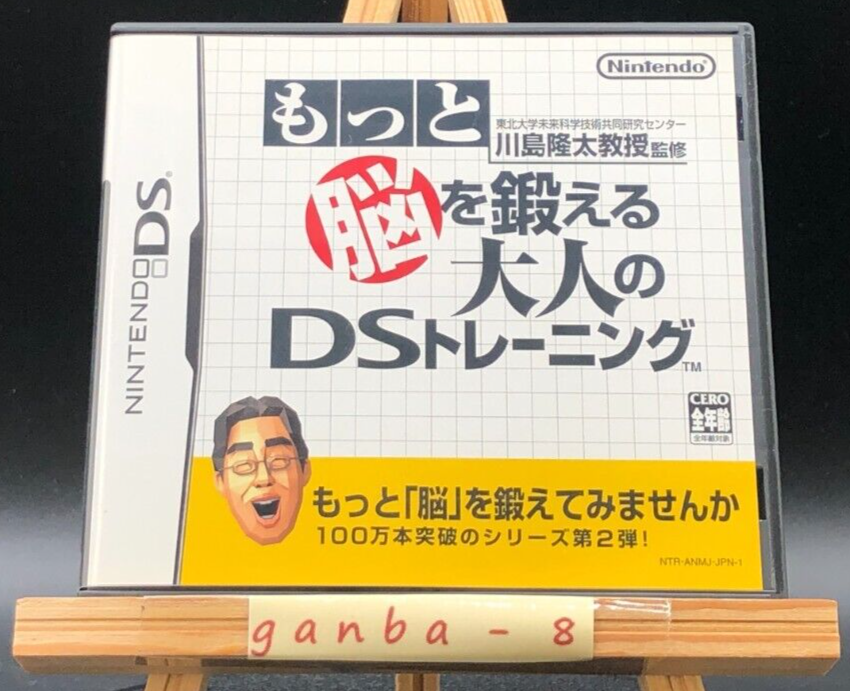 Nintendo®
もっと
東北大学未来科学技術共同研究センター
川島隆太教授監修
脳を鍛える
大人の
DSトレーニング™
NINTENDO DS®
CERO
全年齢
全年齢対象
もっと「脳」を鍛えてみませんか
100万本突破のシリーズ第2弾!
NTR-ANMJ-JPN-1
ganba - 8